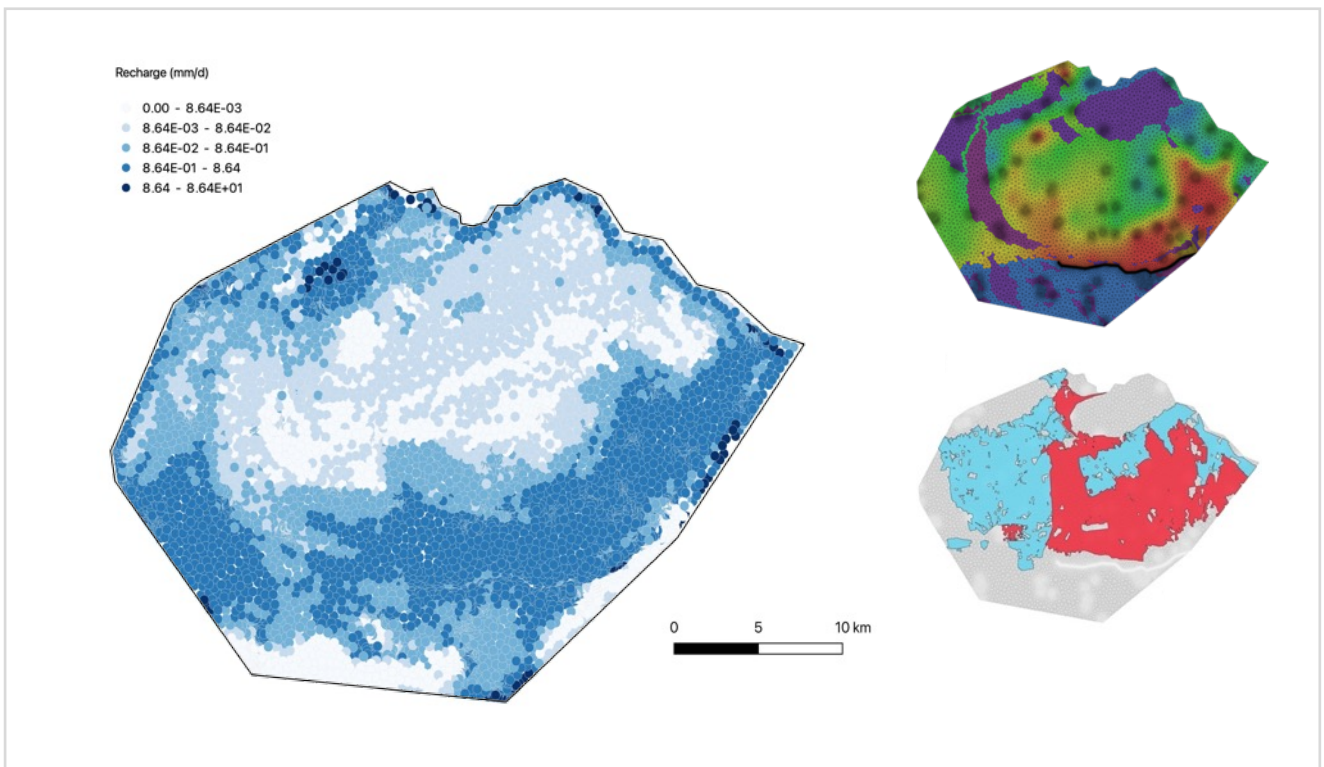 Recharge (mm/d)
0.00 - 8.64E-03
8.64E-03 - 8.64E-02
8.64E-02 - 8.64E-01
8.64E-01 - 8.64
8.64 - 8.64E+01
0 5 10 km